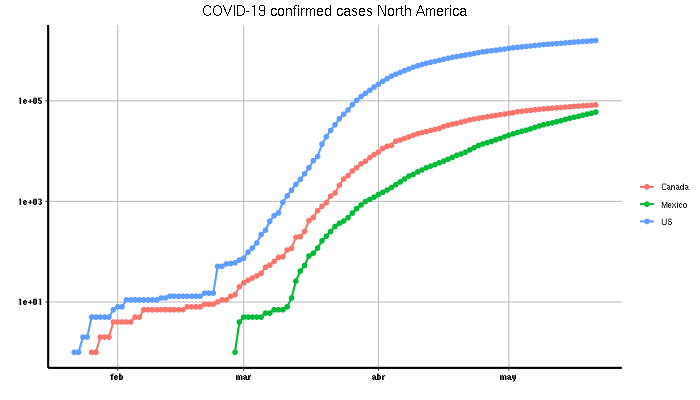 COVID-19 confirmed cases North America
1e+05
1e+03
1e+01
feb
mar
abr
may
Canada
Mexico
US